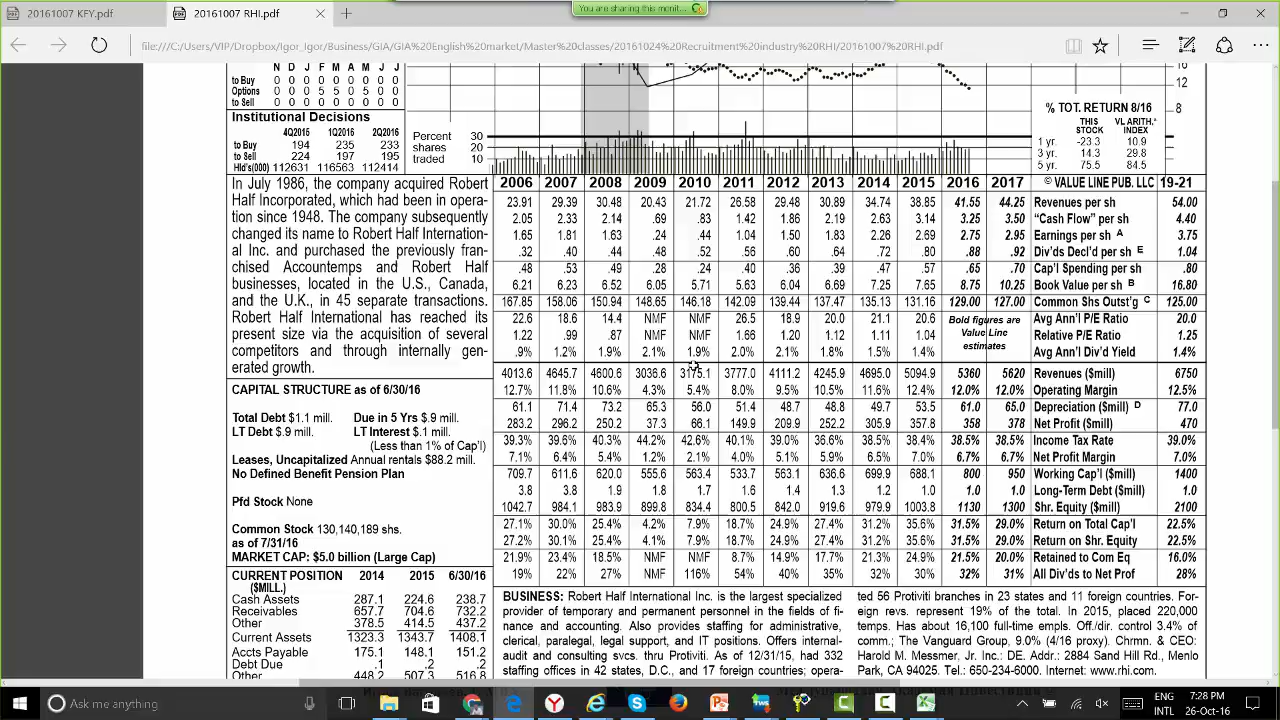 20161007 KEY.pdf
20161007 RHI.pdf
You are sharing this monit...
file:///C:/Users/VIP/Dropbox/Igor_Igor/Business/GIA/GIA%20English%20market/Master%20classes/20161024%20Recruitment%20industry%20RHI/20161007%20RHI.pdf
N D J F M A M J J
to Buy 0 0 0 0 0 0 0 0 0
Options 0 0 0 5 5 0 5 0 0
to Sell 0 0 0 0 0 0 0 0 0
Institutional Decisions
4Q2016 1Q2016 2Q2016
to Buy 194 235 233
to Sell 224 197 195
Hld's(000) 112631 116563 112414
Percent shares traded
30
20
10
16
12
8
% TOT. RETURN 8/16
THIS STOCK VL ARITH.* INDEX
1 yr. -23.3 10.9
3 yr. 14.3 29.8
5 yr. 75.5 84.5
In July 1986, the company acquired Robert
Half Incorporated, which had been in opera-
tion since 1948. The company subsequently
changed its name to Robert Half Internation-
al Inc. and purchased the previously fran-
chised Accountemps and Robert Half
businesses, located in the U.S., Canada,
and the U.K., in 45 separate transactions.
Robert Half International has reached its
present size via the acquisition of several
competitors and through internally gen-
erated growth.
CAPITAL STRUCTURE as of 6/30/16
Total Debt $1.1 mill. Due in 5 Yrs $.9 mill.
LT Debt $.9 mill. LT Interest $.1 mill.
(Less than 1% of Cap'l)
Leases, Uncapitalized Annual rentals $88.2 mill.
No Defined Benefit Pension Plan
Pfd Stock None
Common Stock 130,140,189 shs.
as of 7/31/16
MARKET CAP: $5.0 billion (Large Cap)
CURRENT POSITION 2014 2015 6/30/16
($MILL.)
Cash Assets 287.1 224.6 238.7
Receivables 657.7 704.6 732.2
Other 378.5 414.5 437.2
Current Assets 1323.3 1343.7 1408.1
Accts Payable 175.1 148.1 151.2
Debt Due .1 .2 .2
Other 448.2 507.3 516.8
2006 2007 2008 2009 2010 2011 2012 2013 2014 2015 2016 2017 © VALUE LINE PUB. LLC 19-21
23.91 29.39 30.48 20.43 21.72 26.58 29.48 30.89 34.74 38.85 41.55 44.25 Revenues per sh 54.00
2.05 2.33 2.14 .69 .83 1.42 1.86 2.19 2.63 3.14 3.25 3.50 "Cash Flow" per sh 4.40
1.65 1.81 1.63 .24 .44 1.04 1.50 1.83 2.26 2.69 2.75 2.95 Earnings per sh A 3.75
.32 .40 .44 .48 .52 .56 .60 .64 .72 .80 .88 .92 Div'ds Decl'd per sh E 1.04
.48 .53 .49 .28 .24 .40 .36 .39 .47 .57 .65 .70 Cap'l Spending per sh .80
6.21 6.23 6.52 6.05 5.71 5.63 6.04 6.69 7.25 7.65 8.75 10.25 Book Value per sh B 16.80
167.85 158.06 150.94 148.65 146.18 142.09 139.44 137.47 135.13 131.16 129.00 127.00 Common Shs Outst'g C 125.00
22.6 18.6 14.4 NMF NMF 26.5 18.9 20.0 21.1 20.6 Bold figures are Avg Ann'l P/E Ratio 20.0
1.22 .99 .87 NMF NMF 1.66 1.20 1.12 1.11 1.04 Value Line Relative P/E Ratio 1.25
.9% 1.2% 1.9% 2.1% 1.9% 2.0% 2.1% 1.8% 1.5% 1.4% estimates Avg Ann'l Div'd Yield 1.4%
4013.6 4645.7 4600.6 3036.6 3175.1 3777.0 4111.2 4245.9 4695.0 5094.9 5360 5620 Revenues ($mill) 6750
12.7% 11.8% 10.6% 4.3% 5.4% 8.0% 9.5% 10.5% 11.6% 12.4% 12.0% 12.0% Operating Margin 12.5%
61.1 71.4 73.2 65.3 56.0 51.4 48.7 48.8 49.7 53.5 61.0 65.0 Depreciation ($mill) D 77.0
283.2 296.2 250.2 37.3 66.1 149.9 209.9 252.2 305.9 357.8 358 378 Net Profit ($mill) 470
39.3% 39.6% 40.3% 44.2% 42.6% 40.1% 39.0% 36.6% 38.5% 38.4% 38.5% 38.5% Income Tax Rate 39.0%
7.1% 6.4% 5.4% 1.2% 2.1% 4.0% 5.1% 5.9% 6.5% 7.0% 6.7% 6.7% Net Profit Margin 7.0%
709.7 611.6 620.0 555.6 563.4 533.7 563.1 636.6 699.9 688.1 800 950 Working Cap'l ($mill) 1400
3.8 3.8 1.9 1.8 1.7 1.6 1.4 1.3 1.2 1.0 1.0 1.0 Long-Term Debt ($mill) 1.0
1042.7 984.1 983.9 899.8 834.4 800.5 842.0 919.6 979.9 1003.8 1130 1300 Shr. Equity ($mill) 2100
27.1% 30.0% 25.4% 4.2% 7.9% 18.7% 24.9% 27.4% 31.2% 35.6% 31.5% 29.0% Return on Total Cap'l 22.5%
27.2% 30.1% 25.4% 4.1% 7.9% 18.7% 24.9% 27.4% 31.2% 35.6% 31.5% 29.0% Return on Shr. Equity 22.5%
21.9% 23.4% 18.5% NMF NMF 8.7% 14.9% 17.7% 21.3% 24.9% 21.5% 20.0% Retained to Com Eq 16.0%
19% 22% 27% NMF 116% 54% 40% 35% 32% 30% 32% 31% All Div'ds to Net Prof 28%
BUSINESS: Robert Half International Inc. is the largest specialized
provider of temporary and permanent personnel in the fields of fi-
nance and accounting. Also provides staffing for administrative,
clerical, paralegal, legal support, and IT positions. Offers internal-
audit and consulting svcs. thru Protiviti. As of 12/31/15, had 332
staffing offices in 42 states, D.C., and 17 foreign countries; opera-
ted 56 Protiviti branches in 23 states and 11 foreign countries. For-
eign revs. represent 19% of the total. In 2015, placed 220,000
temps. Has about 16,100 full-time empls. Off./dir. control 3.4% of
comm.; The Vanguard Group, 9.0% (4/16 proxy). Chrmn. & CEO:
Harold M. Messmer, Jr. Inc.: DE. Addr.: 2884 Sand Hill Rd., Menlo
Park, CA 94025. Tel.: 650-234-6000. Internet: www.rhi.com.
Ask me anything
ENG
INTL
7:28 PM
26-Oct-16